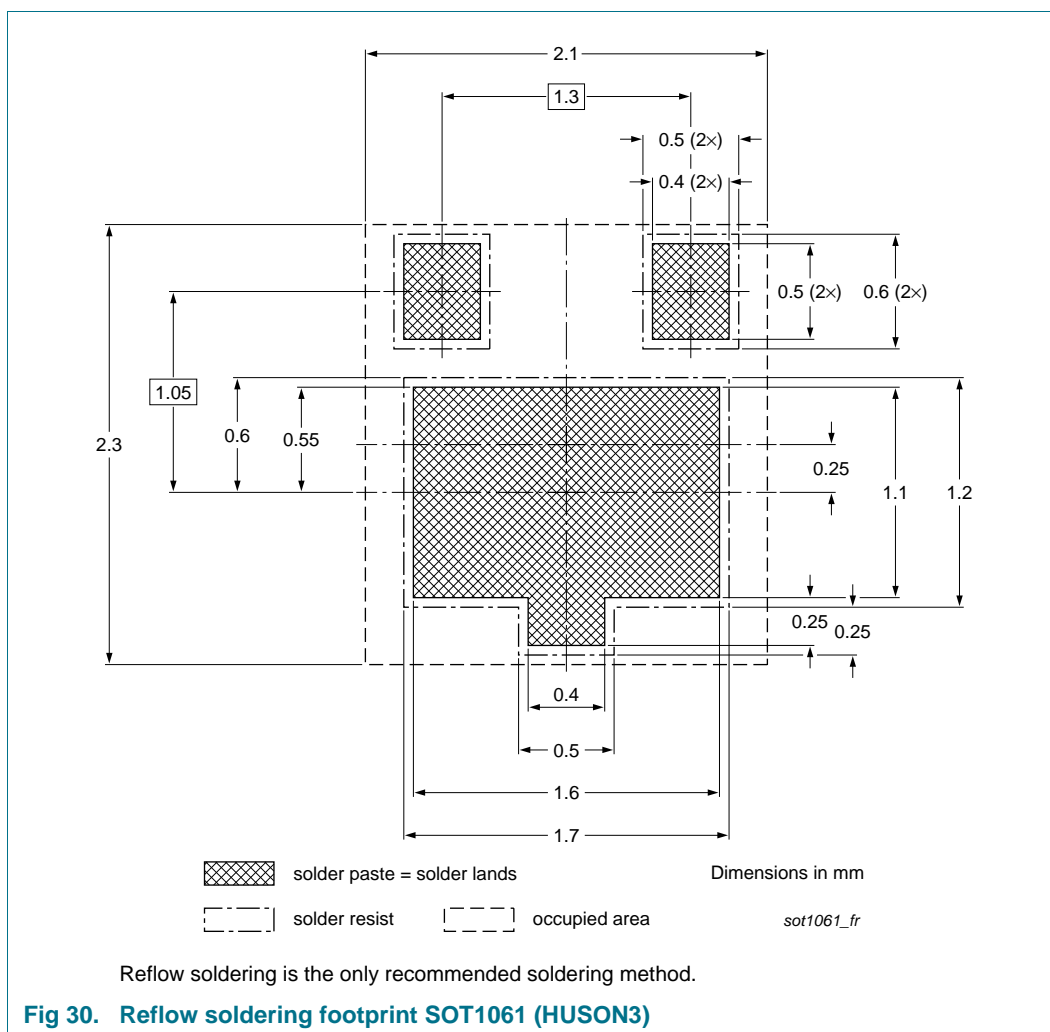 2.1
1.3
0.5 (2×)
0.4 (2×)
0.5 (2×) 0.6 (2×)
1.05
0.6
0.55
2.3
0.25
1.1
1.2
0.25
0.25
0.4
0.5
1.6
1.7
solder paste = solder lands
Dimensions in mm
solder resist
occupied area
sot1061_fr
Reflow soldering is the only recommended soldering method.
Fig 30. Reflow soldering footprint SOT1061 (HUSON3)